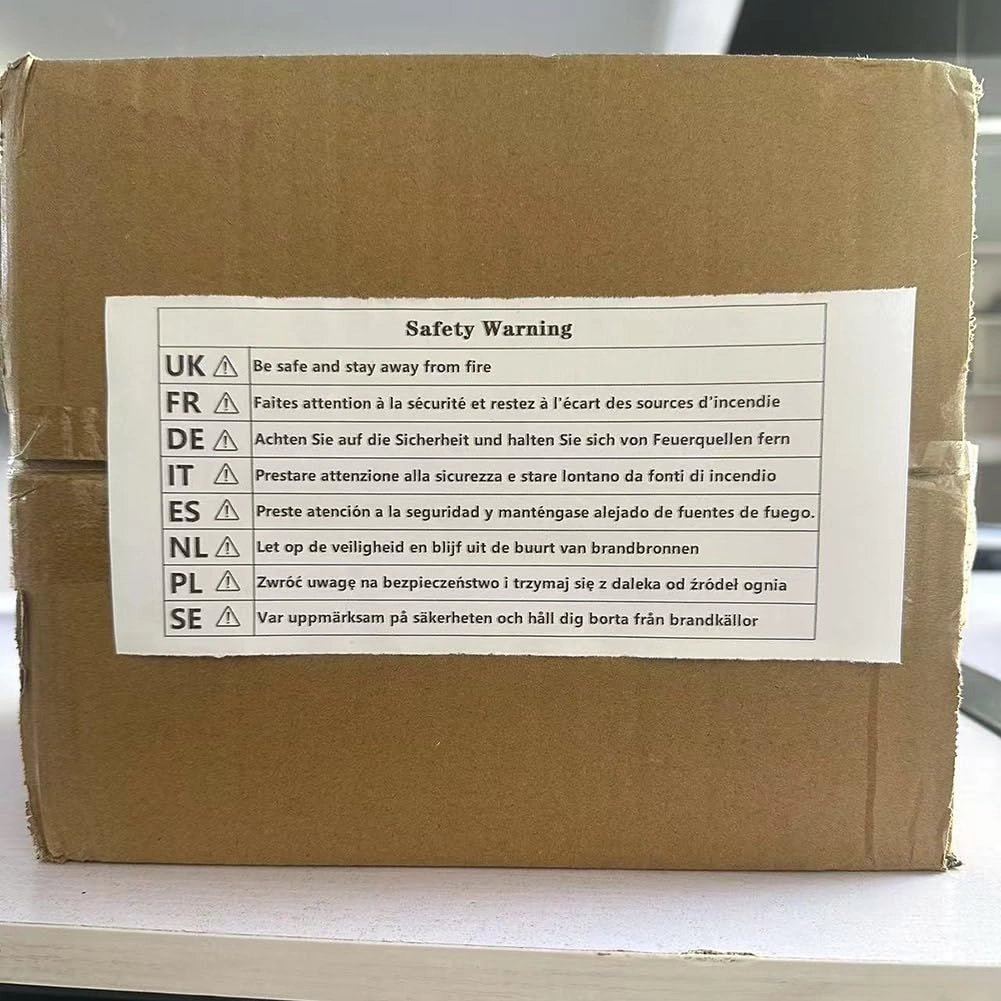 Safety Warning
UK ⚠ Be safe and stay away from fire
FR ⚠ Faites attention à la sécurité et restez à l'écart des sources d'incendie
DE ⚠ Achten Sie auf die Sicherheit und halten Sie sich von Feuerquellen fern
IT ⚠ Prestare attenzione alla sicurezza e stare lontano da fonti di incendio
ES ⚠ Preste atención a la seguridad y manténgase alejado de fuentes de fuego.
NL ⚠ Let op de veiligheid en blijf uit de buurt van brandbronnen
PL ⚠ Zwróć uwagę na bezpieczeństwo i trzymaj się z daleka od źródeł ognia
SE ⚠ Var uppmärksam på säkerheten och håll dig borta från brandkällor